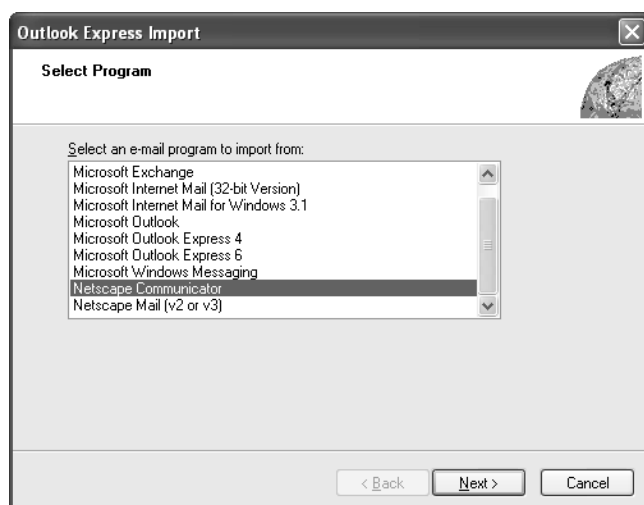 Outlook Express Import
Select Program
Select an e-mail program to import from:
Microsoft Exchange
Microsoft Internet Mail (32-bit Version)
Microsoft Internet Mail for Windows 3.1
Microsoft Outlook
Microsoft Outlook Express 4
Microsoft Outlook Express 6
Microsoft Windows Messaging
Netscape Communicator
Netscape Mail (v2 or v3)
< Back Next > Cancel